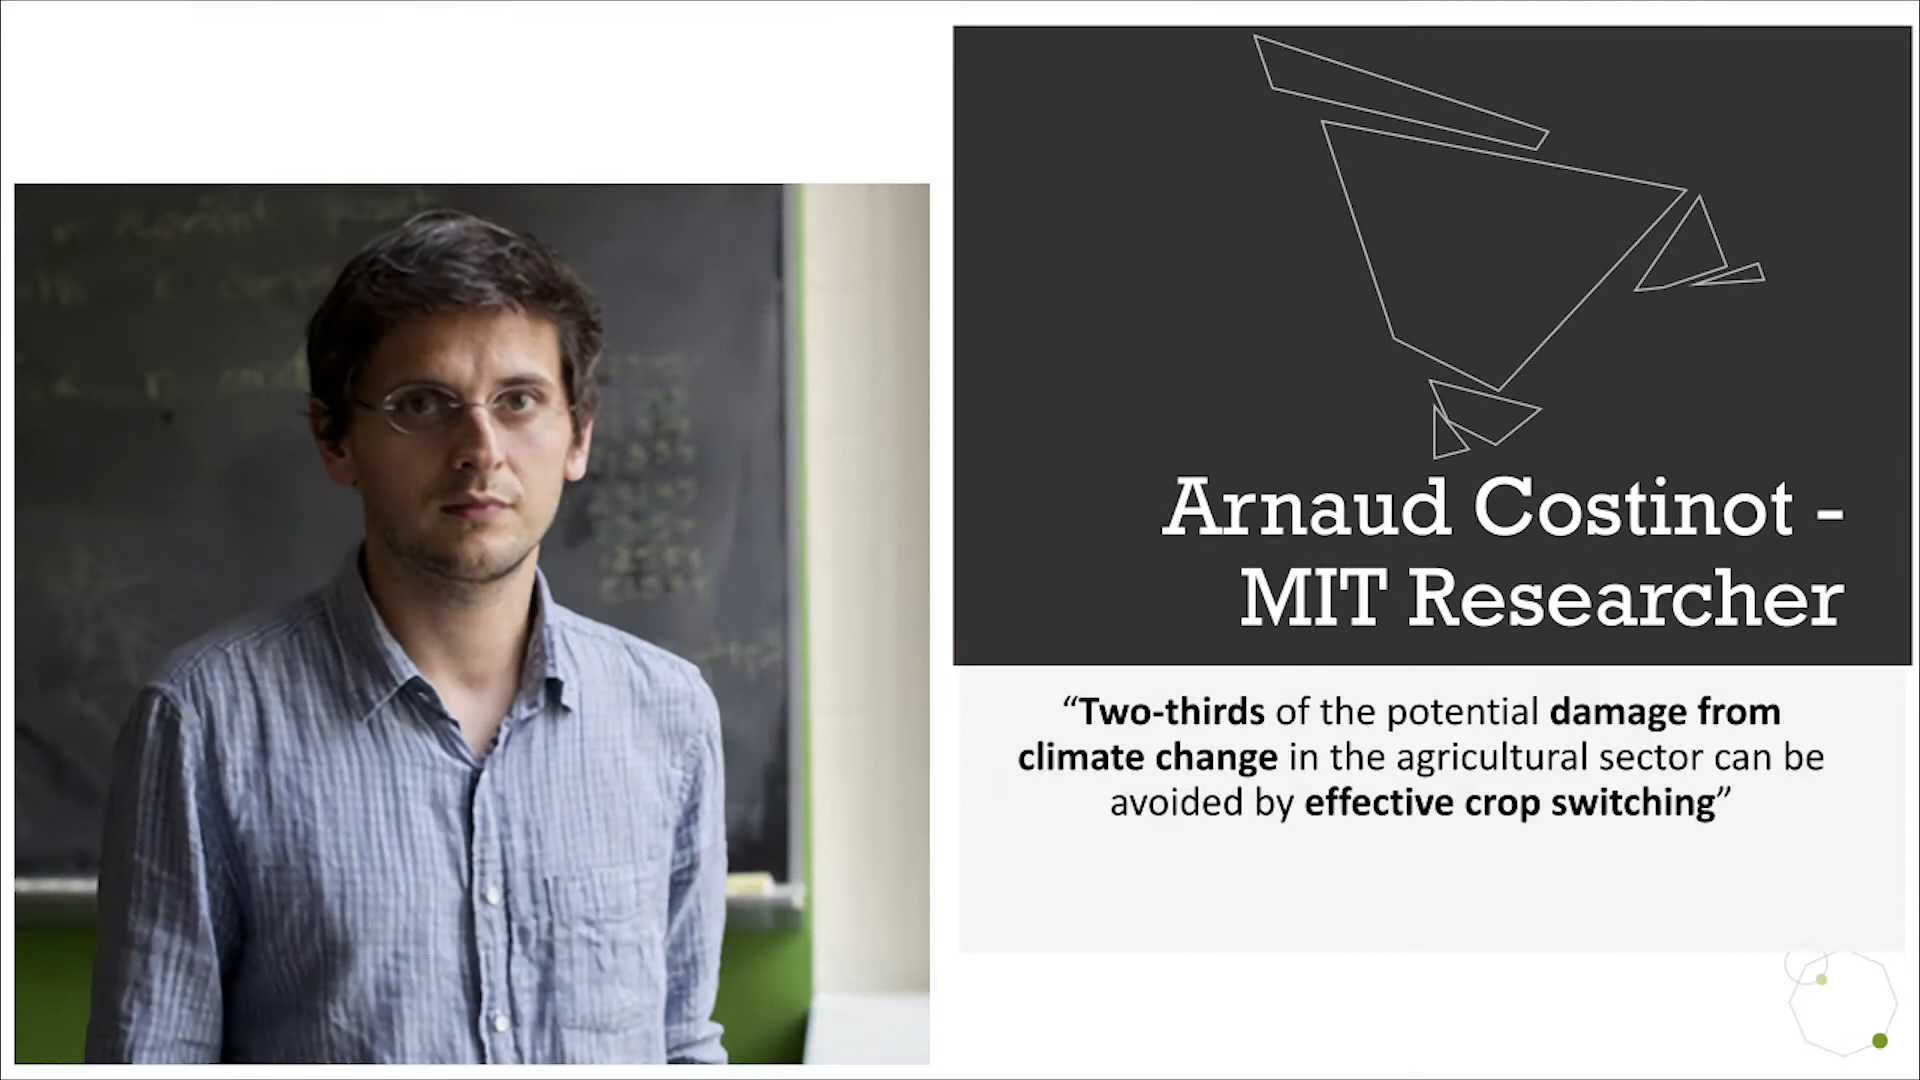 Arnaud Costinot -
MIT Researcher
“Two-thirds of the potential damage from
climate change in the agricultural sector can be
avoided by effective crop switching”